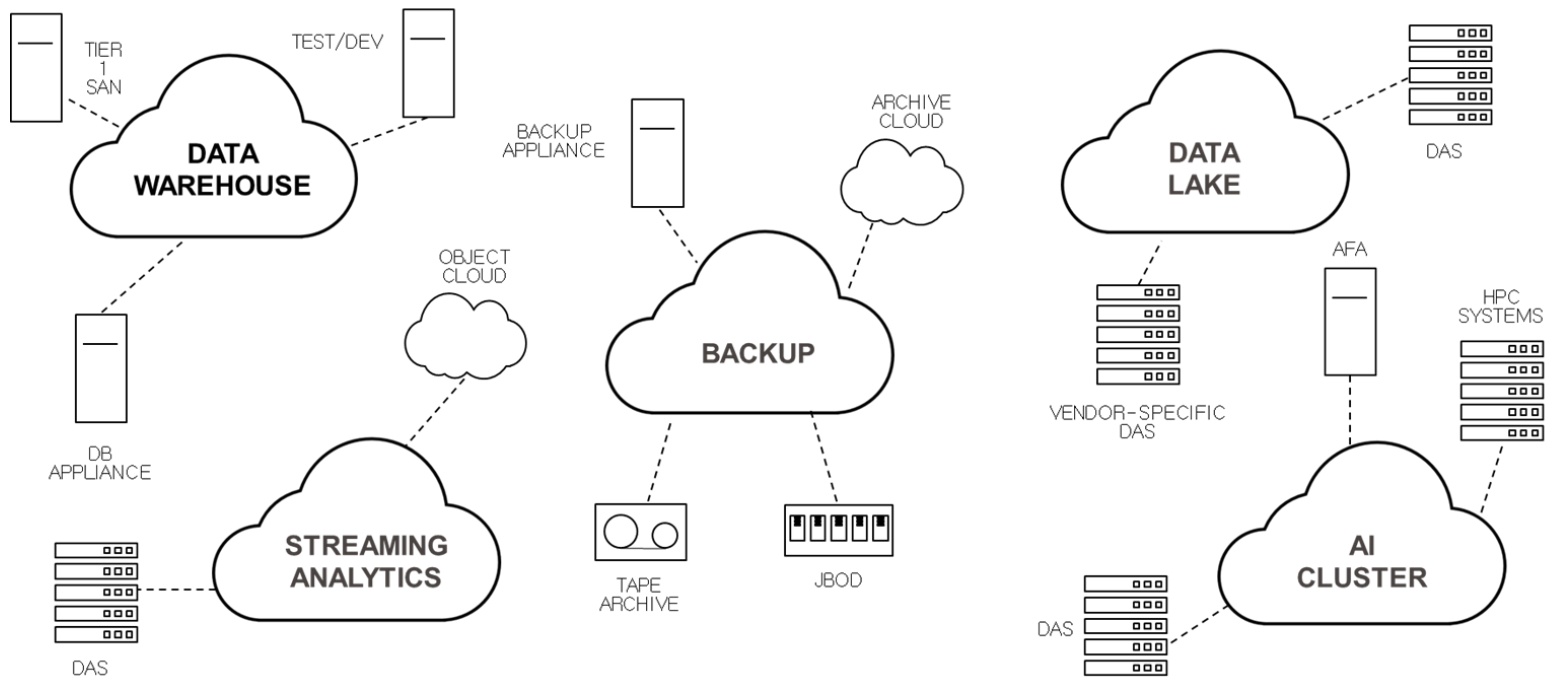 TIER
1
SAN
TEST/DEV
DATA
WAREHOUSE
DB
APPLIANCE
OBJECT
CLOUD
STREAMING
ANALYTICS
DAS
BACKUP
APPLIANCE
ARCHIVE
CLOUD
BACKUP
TAPE
ARCHIVE
JBOD
DATA
LAKE
DAS
VENDOR-SPECIFIC
DAS
AFA
HPC
SYSTEMS
AI
CLUSTER
DAS